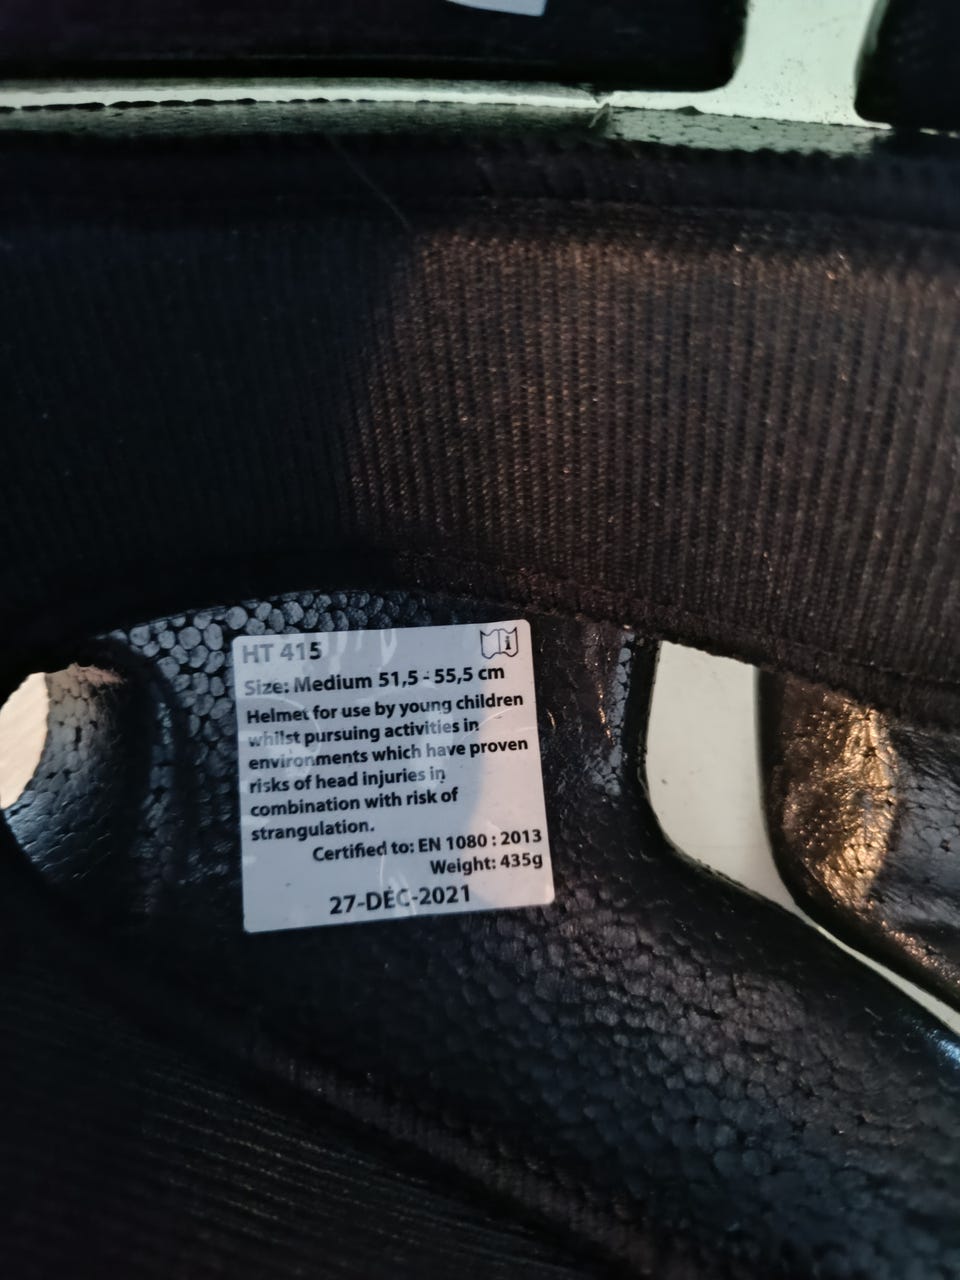 HT 415
Size: Medium 51,5 - 55,5 cm
Helmet for use by young children
whilst pursuing activities in
environments which have proven
risks of head injuries in
combination with risk of
strangulation.
Certified to: EN 1080 : 2013
Weight: 435g
27-DEC-2021